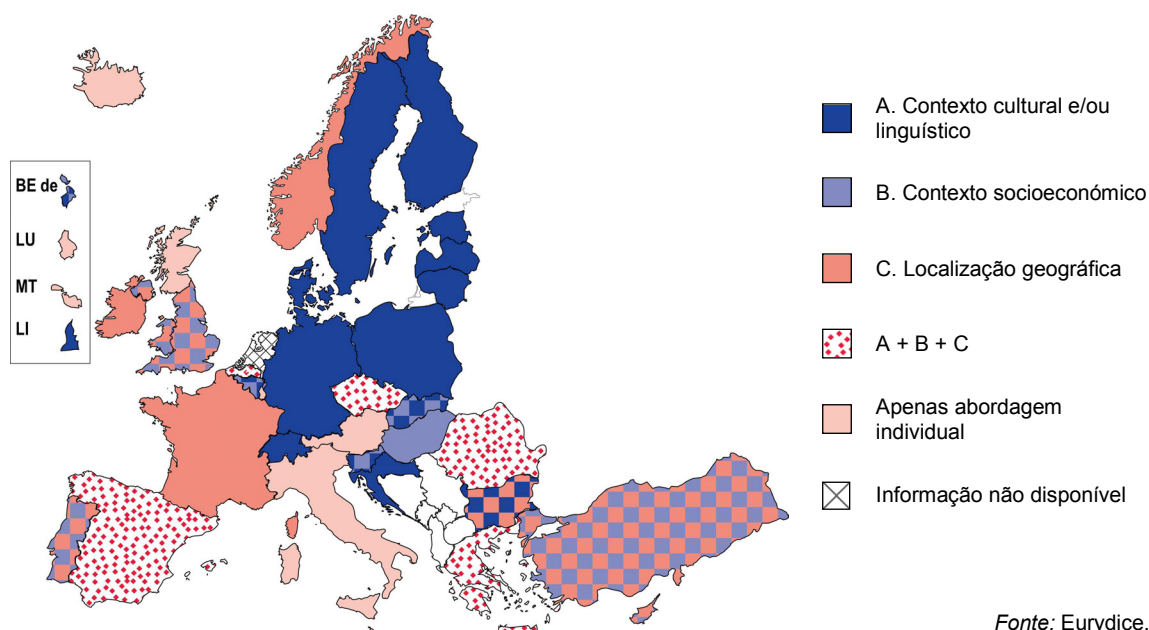 BE de
LU
MT
LI
A. Contexto cultural e/ou
linguístico
B. Contexto socioeconómico
C. Localização geográfica
A + B + C
Apenas abordagem
individual
Informação não disponível
Fonte: Eurydice.